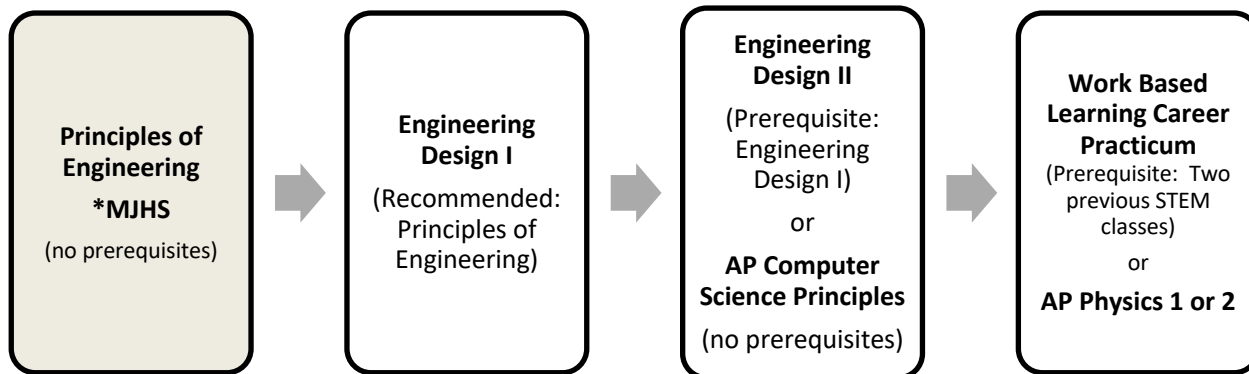 Principles of
Engineering
*MJHS
(no prerequisites)
Engineering
Design I
(Recommended:
Principles of
Engineering)
Engineering
Design II
(Prerequisite:
Engineering
Design I)
or
AP Computer
Science Principles
(no prerequisites)
Work Based
Learning Career
Practicum
(Prerequisite:  Two
previous STEM
classes)
or
AP Physics 1 or 2